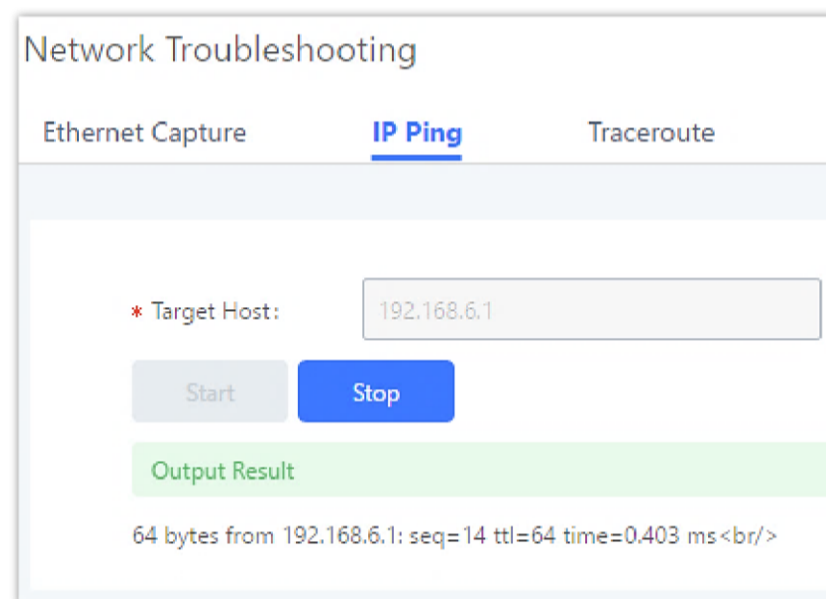 Network Troubleshooting
Ethernet Capture IP Ping Traceroute
* Target Host: 192.168.6.1
Start Stop
Output Result
64 bytes from 192.168.6.1: seq=14 ttl=64 time=0.403 ms<br/>